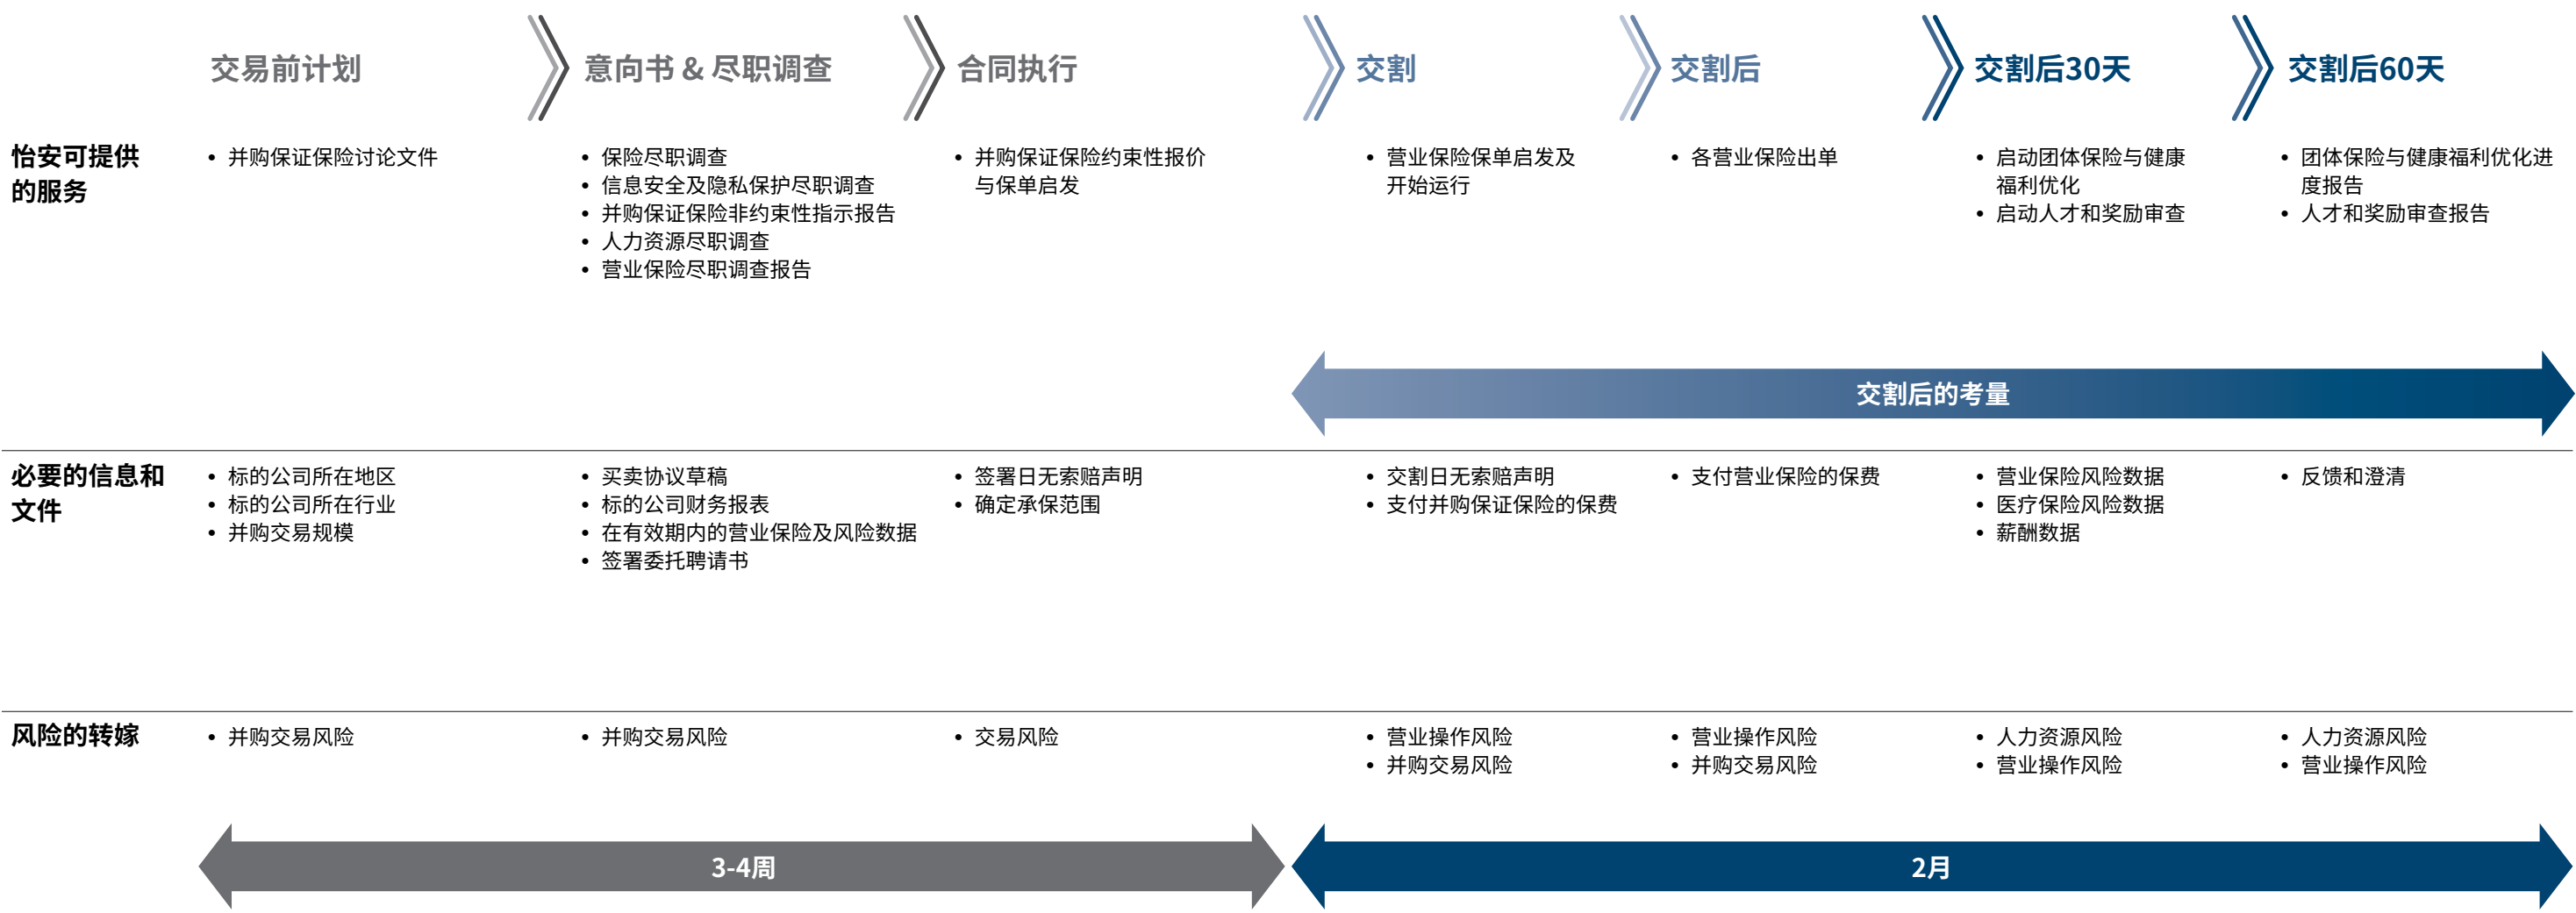 交易前计划
意向书 & 尽职调查
合同执行
交割
交割后
交割后30天
交割后60天
怡安可提供
的服务
• 并购保证保险讨论文件
• 保险尽职调查
• 信息安全及隐私保护尽职调查
• 并购保证保险非约束性指示报告
• 人力资源尽职调查
• 营业保险尽职调查报告
• 并购保证保险约束性报价
与保单启发
• 营业保险保单启发及
开始运行
• 各营业保险出单
• 启动团体保险与健康
福利优化
• 启动人才和奖励审查
• 团体保险与健康福利优化进
度报告
• 人才和奖励审查报告
交割后的考量
必要的信息和
文件
• 标的公司所在地区
• 标的公司所在行业
• 并购交易规模
• 买卖协议草稿
• 标的公司财务报表
• 在有效期内的营业保险及风险数据
• 签署委托聘请书
• 签署日无索赔声明
• 确定承保范围
• 交割日无索赔声明
• 支付并购保证保险的保费
• 支付营业保险的保费
• 营业保险风险数据
• 医疗保险风险数据
• 薪酬数据
• 反馈和澄清
风险的转嫁
• 并购交易风险
• 并购交易风险
• 交易风险
• 营业操作风险
• 并购交易风险
• 营业操作风险
• 并购交易风险
• 人力资源风险
• 营业操作风险
• 人力资源风险
• 营业操作风险
3-4周
2月